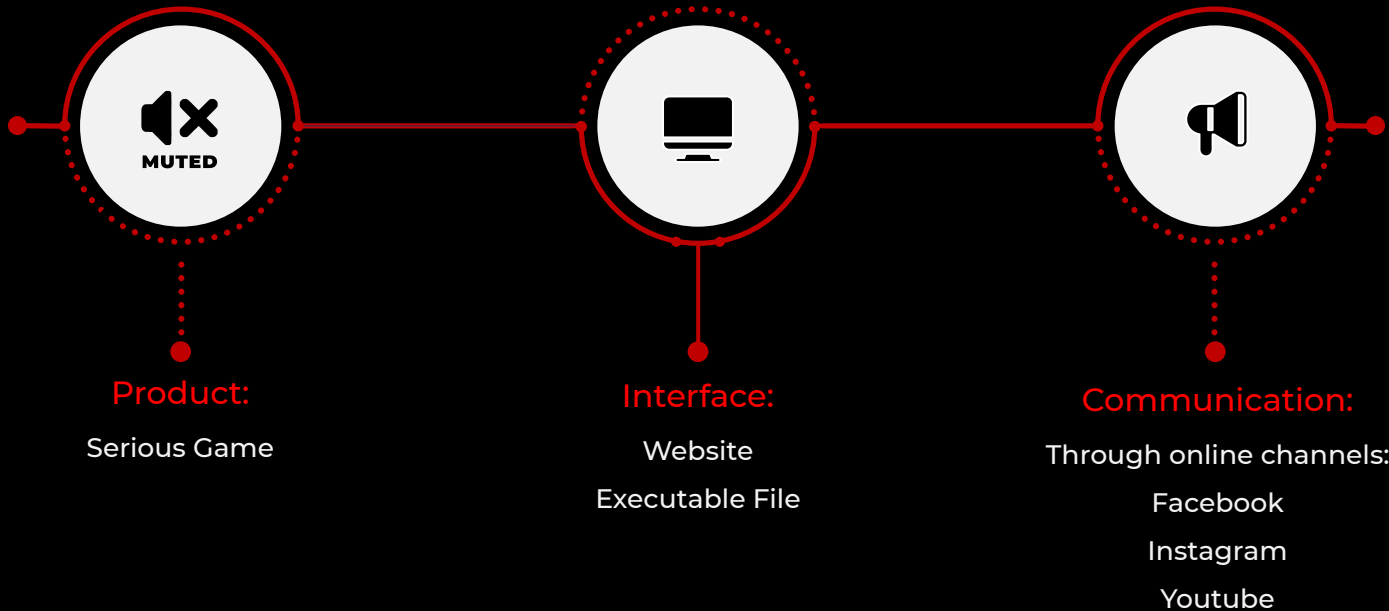 MUTED
Product:
Serious Game
Interface:
Website
Executable File
Communication:
Through online channels:
Facebook
Instagram
Youtube